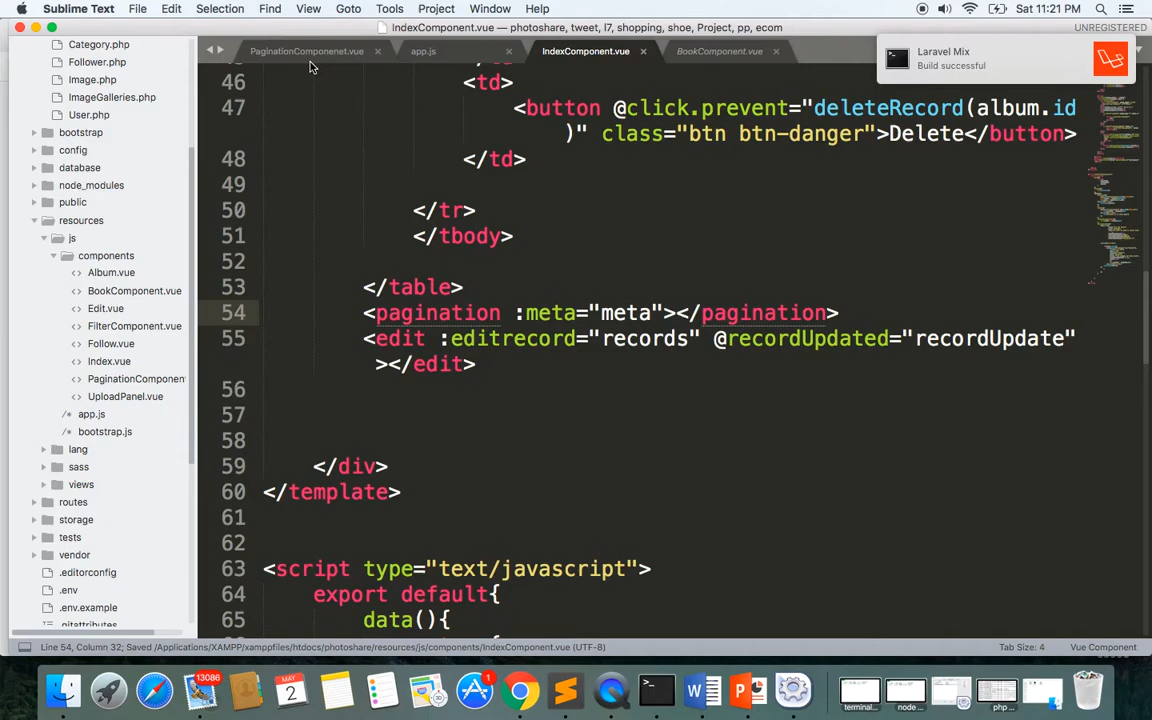 Sublime Text File Edit Selection Find View Goto Tools Project Window Help Sat 11:21 PM
IndexComponent.vue — photoshare, tweet, l7, shopping, shoe, Project, pp, ecom UNREGISTERED
PaginationComponenet.vue × app.js × IndexComponent.vue × BookComponent.vue ×
Laravel Mix
Build successful
Category.php
Follower.php
Image.php
ImageGalleries.php
User.php
bootstrap
config
database
node_modules
public
resources
js
components
Album.vue
BookComponent.vue
Edit.vue
FilterComponent.vue
Follow.vue
Index.vue
PaginationComponen
UploadPanel.vue
app.js
bootstrap.js
lang
sass
views
routes
storage
tests
vendor
.editorconfig
.env
.env.example
.gitattributes
46 <td>
47 <button @click.prevent="deleteRecord(album.id
)" class="btn btn-danger">Delete</button>
48 </td>
49
50 </tr>
51 </tbody>
52
53 </table>
54 <pagination :meta="meta"></pagination>
55 <edit :editrecord="records" @recordUpdated="recordUpdate"
></edit>
56
57
58
59 </div>
60 </template>
61
62
63 <script type="text/javascript">
64 export default{
65 data(){
Line 54, Column 32; Saved /Applications/XAMPP/xamppfiles/htdocs/photoshare/resources/js/components/IndexComponent.vue (UTF-8) Tab Size: 4 Vue Component
13086
MAY
2
1
terminal...
node ...
php ...